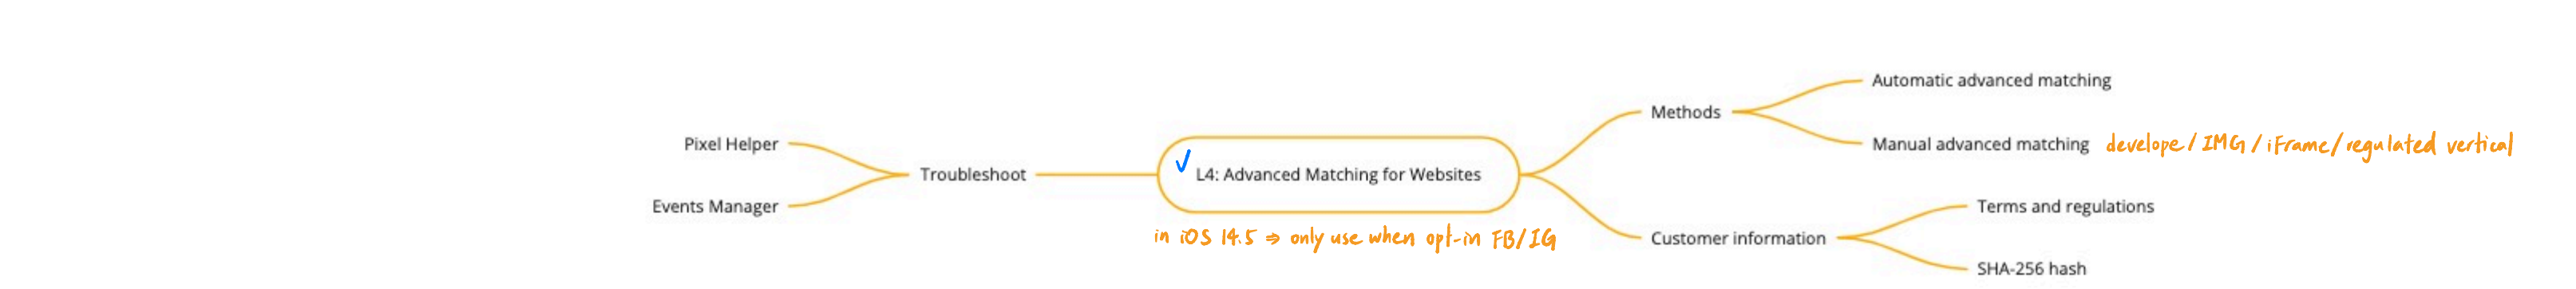 Automatic advanced matching
Methods
Manual advanced matching develope/IMG/iFrame/regulated vertical
Pixel Helper
Troubleshoot
✓ L4: Advanced Matching for Websites
Events Manager
Terms and regulations
in iOS 14.5 ⇒ only use when opt-in FB/IG
Customer information
SHA-256 hash